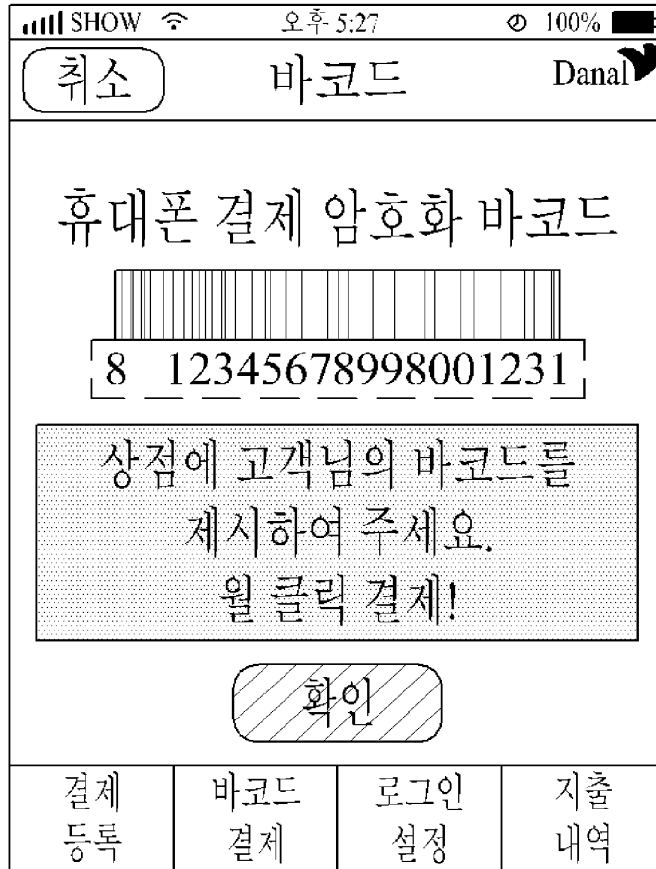 SHOW 오후 5:27 100%
취소 바코드 Danal
휴대폰 결제 암호화 바코드
8 12345678998001231
상점에 고객님의 바코드를
제시하여 주세요.
월 클릭 결제!
확인
결제 바코드 로그인 지출
등록 결제 설정 내역